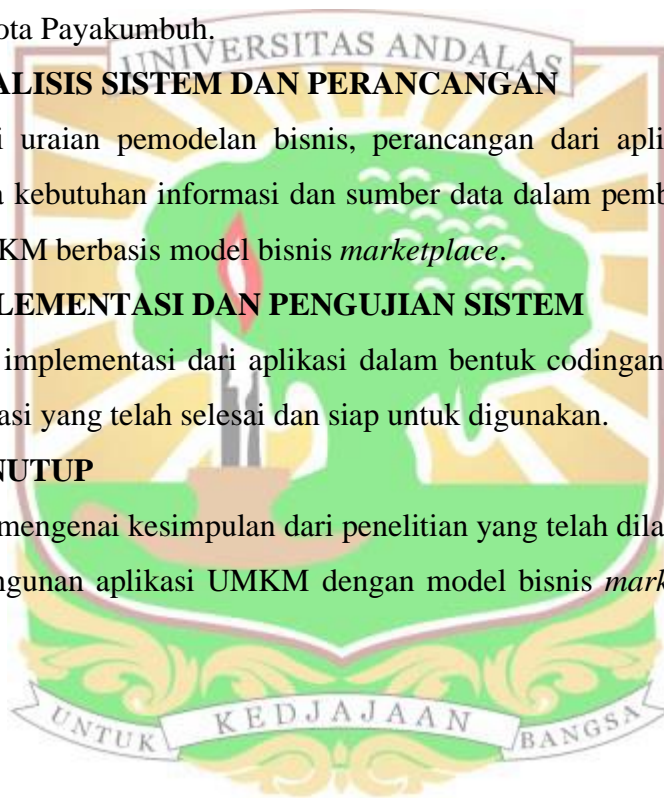 ota Payakumbuh.
UNIVERSITAS ANDALAS
ALISIS SISTEM DAN PERANCANGAN
i uraian pemodelan bisnis, perancangan dari apli
a kebutuhan informasi dan sumber data dalam pemb
KM berbasis model bisnis marketplace.
LEMENTASI DAN PENGUJIAN SISTEM
implementasi dari aplikasi dalam bentuk codingan
asi yang telah selesai dan siap untuk digunakan.
NUTUP
mengenai kesimpulan dari penelitian yang telah dila
ngunan aplikasi UMKM dengan model bisnis mark
UNTUK KEDJAJAAN BANGSA